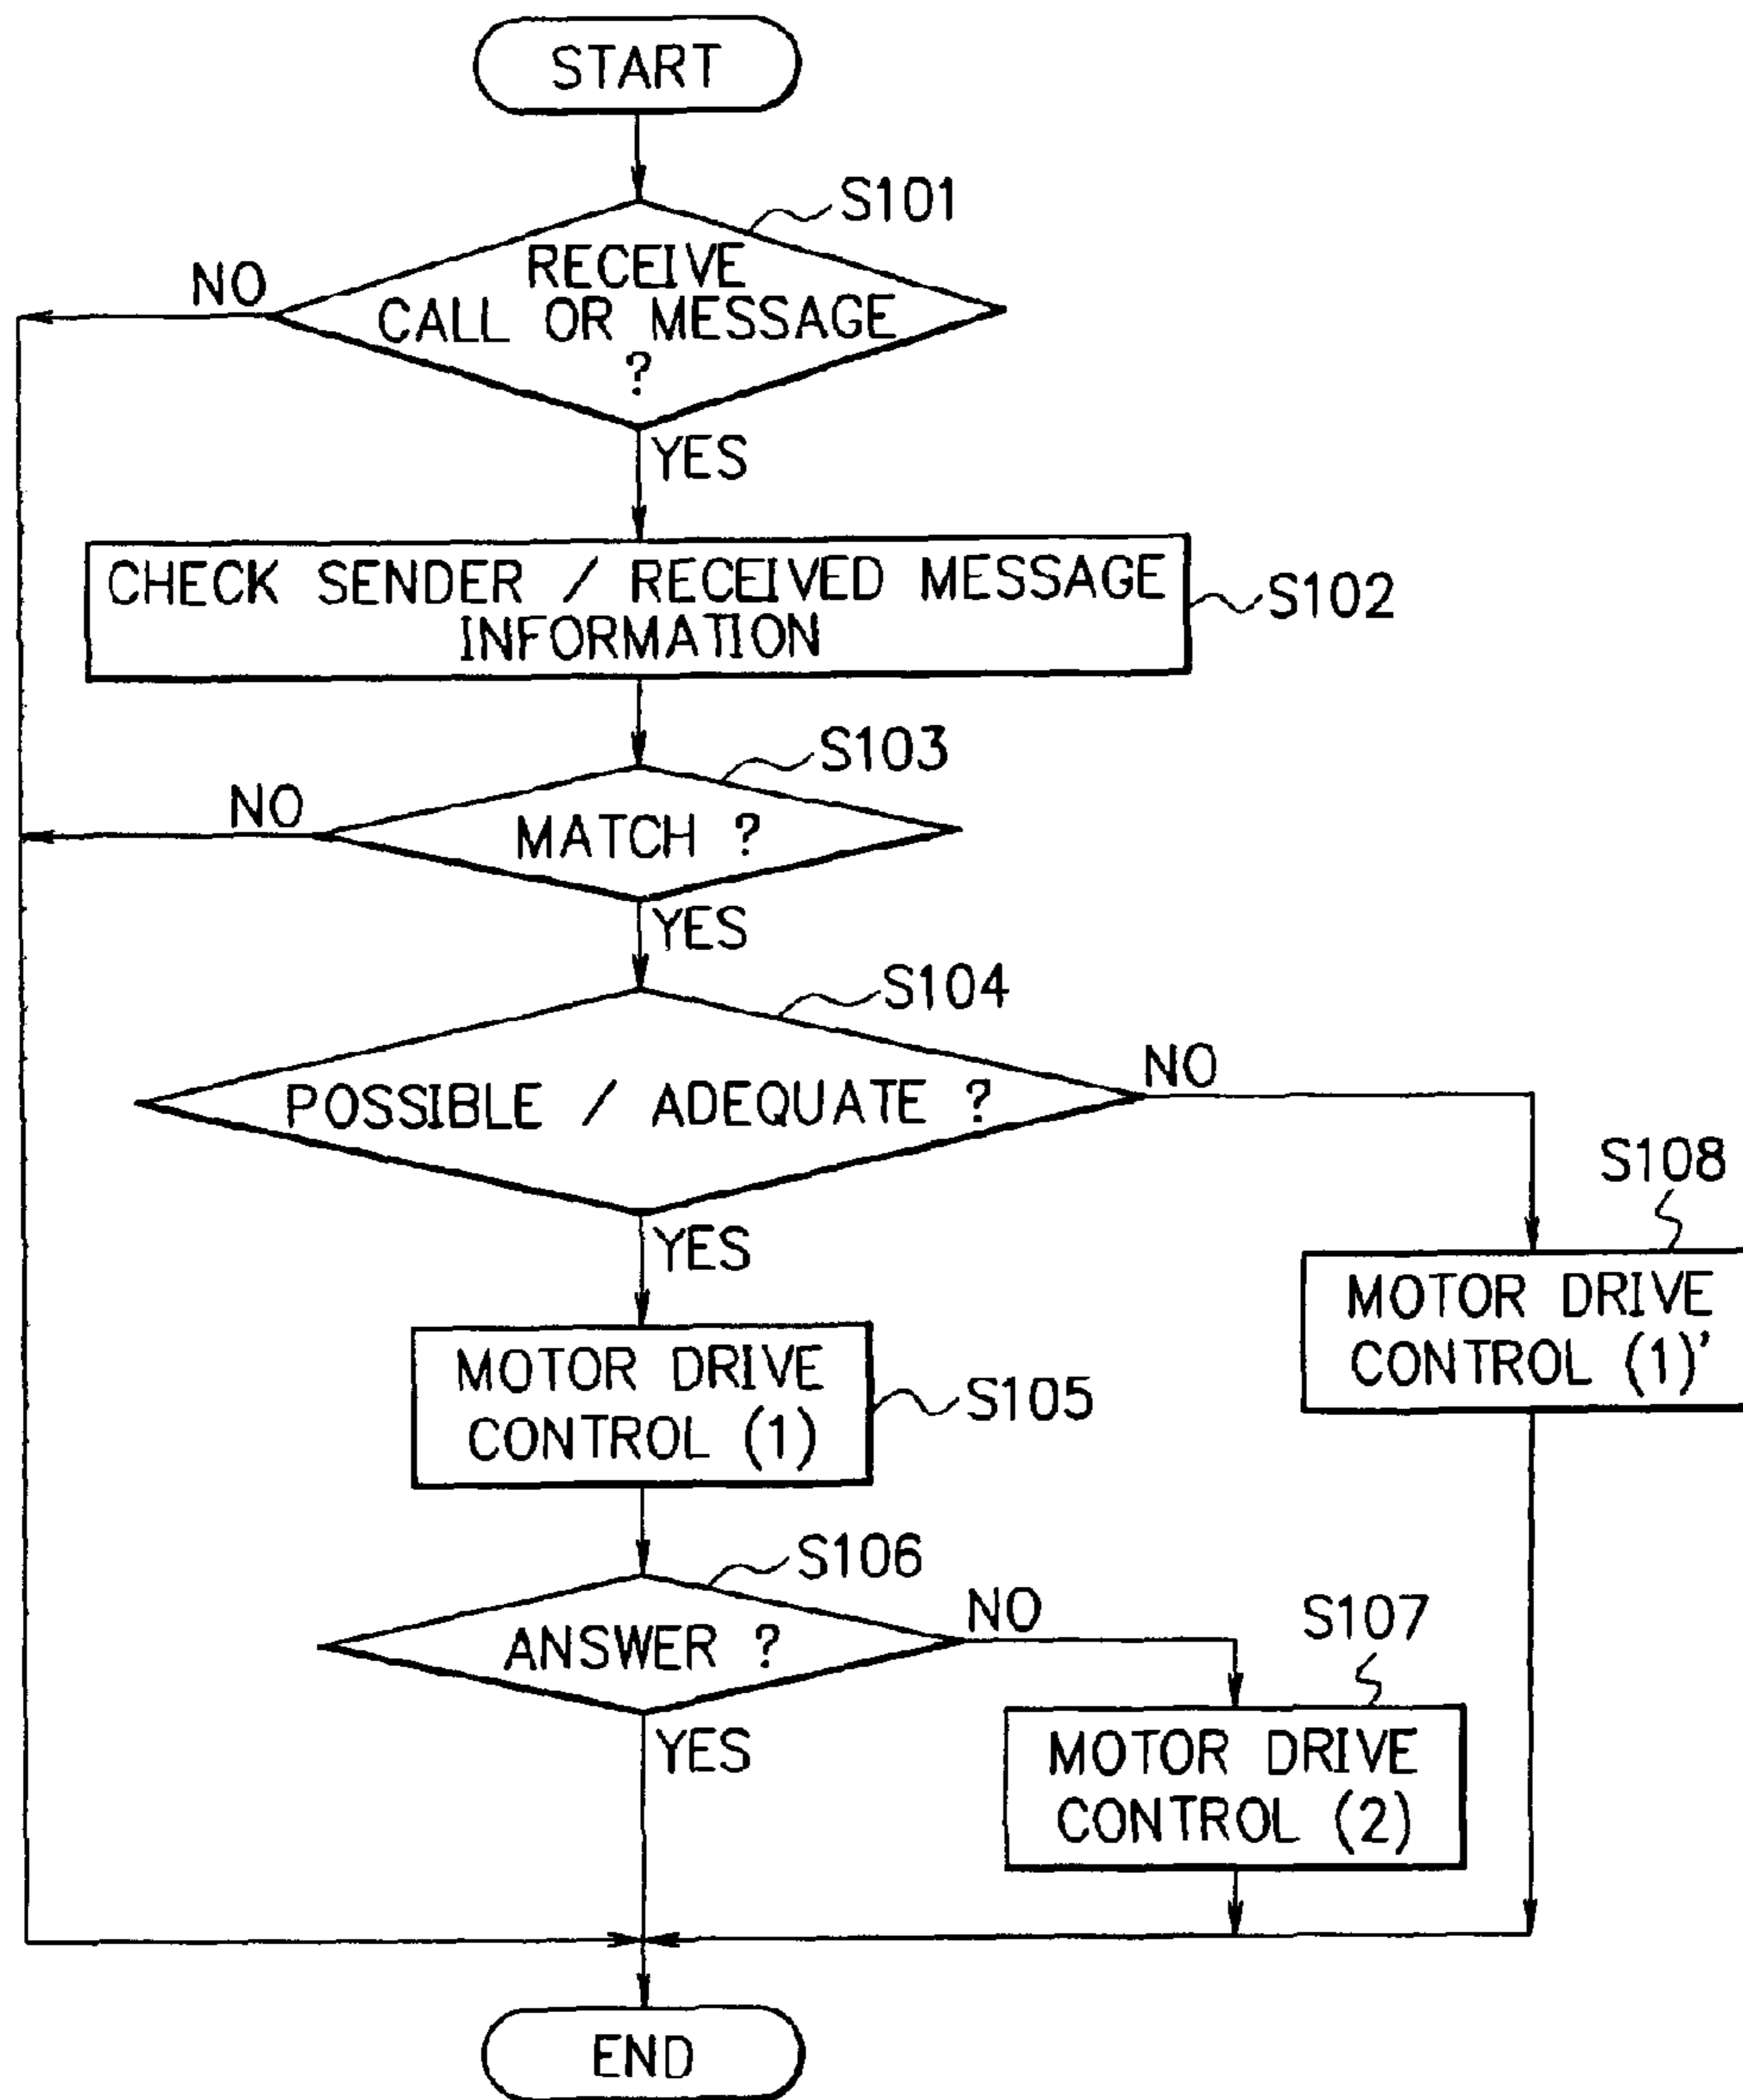 START
S101
NO
RECEIVE
CALL OR MESSAGE
?
YES
CHECK SENDER / RECEIVED MESSAGE
INFORMATION
S102
S103
NO
MATCH ?
YES
S104
NO
POSSIBLE / ADEQUATE ?
YES
S108
MOTOR DRIVE
CONTROL (1)'
MOTOR DRIVE
CONTROL (1)
S105
S106
NO
ANSWER ?
YES
S107
MOTOR DRIVE
CONTROL (2)
END